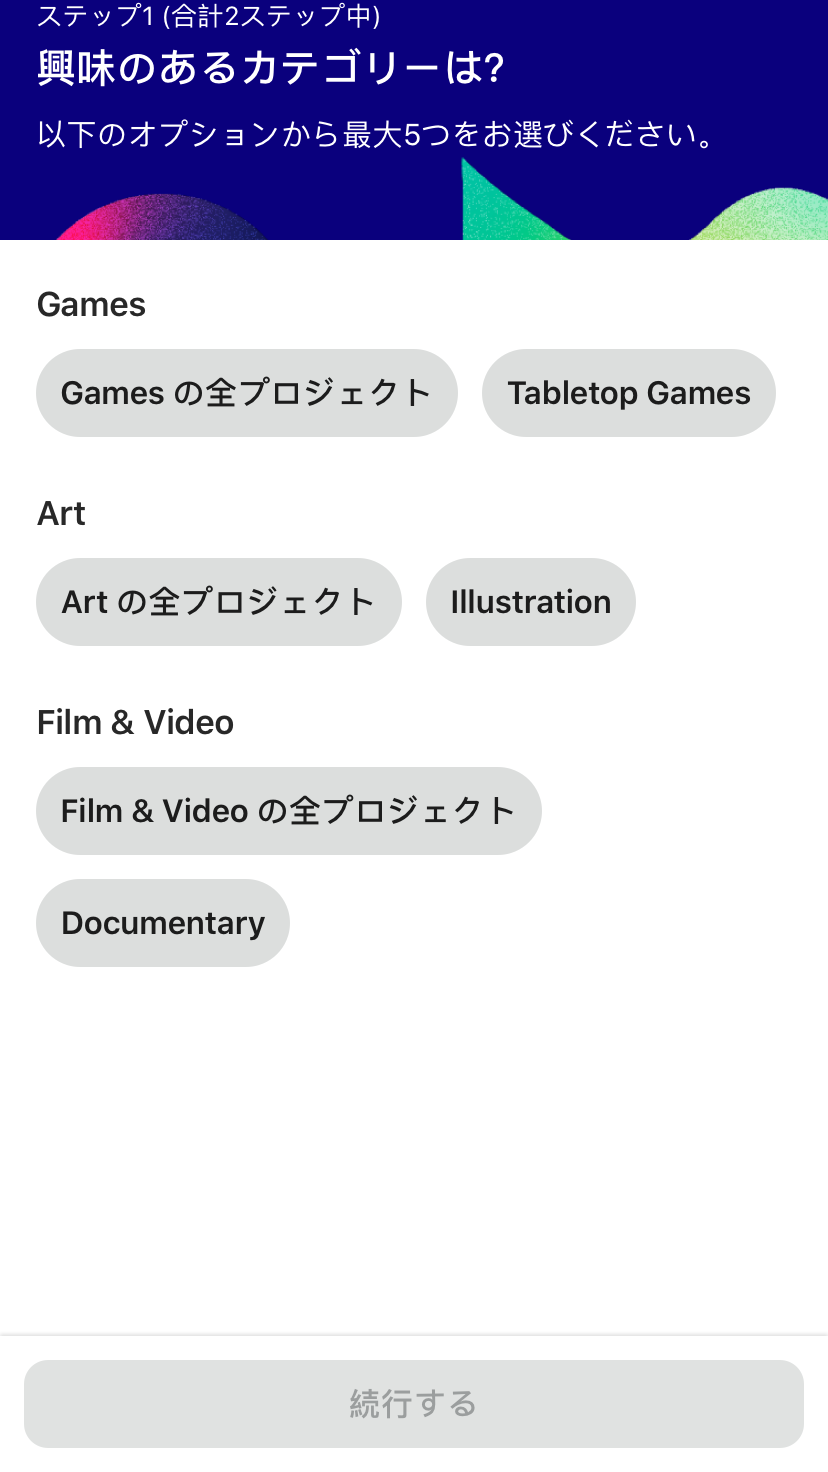 ステップ1 (合計2ステップ中)
興味のあるカテゴリーは?
以下のオプションから最大5つをお選びください。
Games
Games の全プロジェクト
Tabletop Games
Art
Art の全プロジェクト
Illustration
Film & Video
Film & Video の全プロジェクト
Documentary
続行する